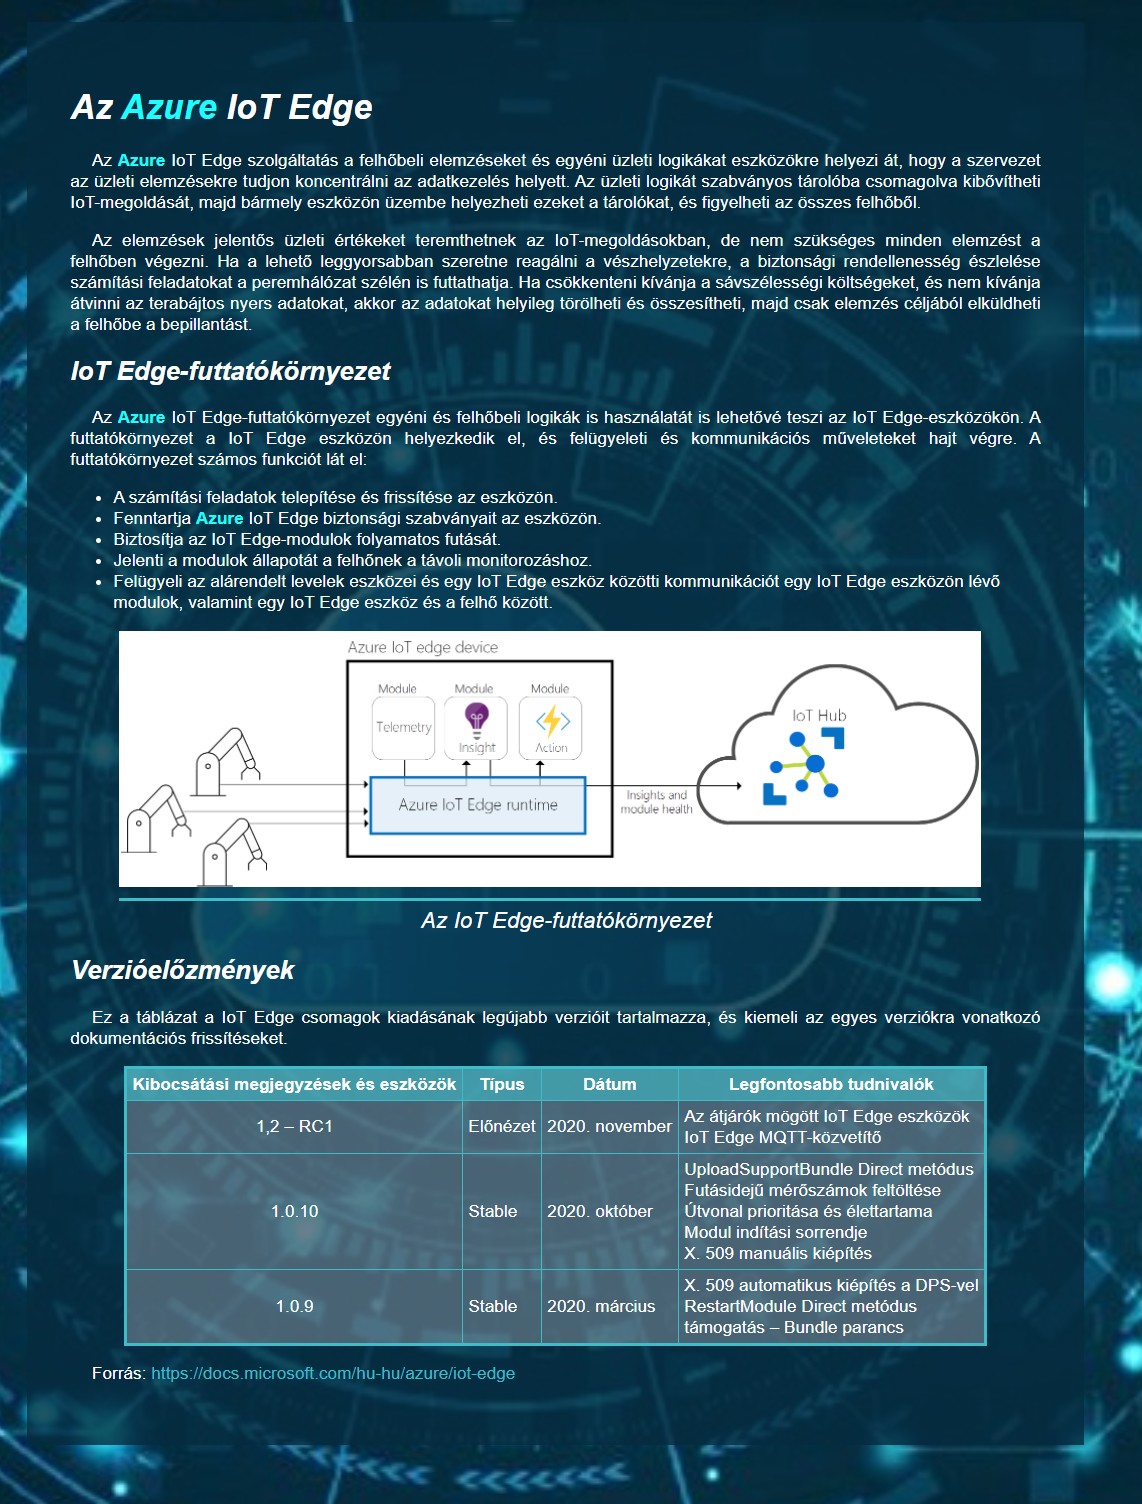 Az Azure IoT Edge
Az Azure IoT Edge szolgáltatás a felhőbeli elemzéseket és egyéni üzleti logikákat eszközökre helyezi át, hogy a szervezet
az üzleti elemzésekre tudjon koncentrálni az adatkezelés helyett. Az üzleti logikát szabványos tárolóba csomagolva kibővítheti
IoT-megoldását, majd bármely eszközön üzembe helyezheti ezeket a tárolókat, és figyelheti az összes felhőből.
Az elemzések jelentős üzleti értékeket teremthetnek az IoT-megoldásokban, de nem szükséges minden elemzést a
felhőben végezni. Ha a lehető leggyorsabban szeretne reagálni a vészhelyzetekre, a biztonsági rendellenesség észlelése
számítási feladatokat a peremhálózat szélén is futtathatja. Ha csökkenteni kívánja a sávszélességi költségeket, és nem kívánja
átvinni az terabájtos nyers adatokat, akkor az adatokat helyileg törölheti és összesítheti, majd csak elemzés céljából elküldheti
a felhőbe a bepillantást.
IoT Edge-futtatókörnyezet
Az Azure IoT Edge-futtatókörnyezet egyéni és felhőbeli logikák is használatát is lehetővé teszi az IoT Edge-eszközökön. A
futtatókörnyezet a IoT Edge eszközön helyezkedik el, és felügyeleti és kommunikációs műveleteket hajt végre. A
futtatókörnyezet számos funkciót lát el:
• A számítási feladatok telepítése és frissítése az eszközön.
• Fenntartja Azure IoT Edge biztonsági szabványait az eszközön.
• Biztosítja az IoT Edge-modulok folyamatos futását.
• Jelenti a modulok állapotát a felhőnek a távoli monitorozáshoz.
• Felügyeli az alárendelt levelek eszközei és egy IoT Edge eszköz közötti kommunikációt egy IoT Edge eszközön lévő
modulok, valamint egy IoT Edge eszköz és a felhő között.
Azure IoT edge device
Module Module Module
Telemetry Insight Action
Azure IoT Edge runtime
Insights and
module health
IoT Hub
Az IoT Edge-futtatókörnyezet
Verzióelőzmények
Ez a táblázat a IoT Edge csomagok kiadásának legújabb verzióit tartalmazza, és kiemeli az egyes verziókra vonatkozó
dokumentációs frissítéseket.
Kibocsátási megjegyzések és eszközök Típus Dátum Legfontosabb tudnivalók
1,2 – RC1 Előnézet 2020. november Az átjárók mögött IoT Edge eszközök
IoT Edge MQTT-közvetítő
UploadSupportBundle Direct metódus
Futásidejű mérőszámok feltöltése
1.0.10 Stable 2020. október Útvonal prioritása és élettartama
Modul indítási sorrendje
X. 509 manuális kiépítés
X. 509 automatikus kiépítés a DPS-vel
1.0.9 Stable 2020. március RestartModule Direct metódus
támogatás – Bundle parancs
Forrás: https://docs.microsoft.com/hu-hu/azure/iot-edge